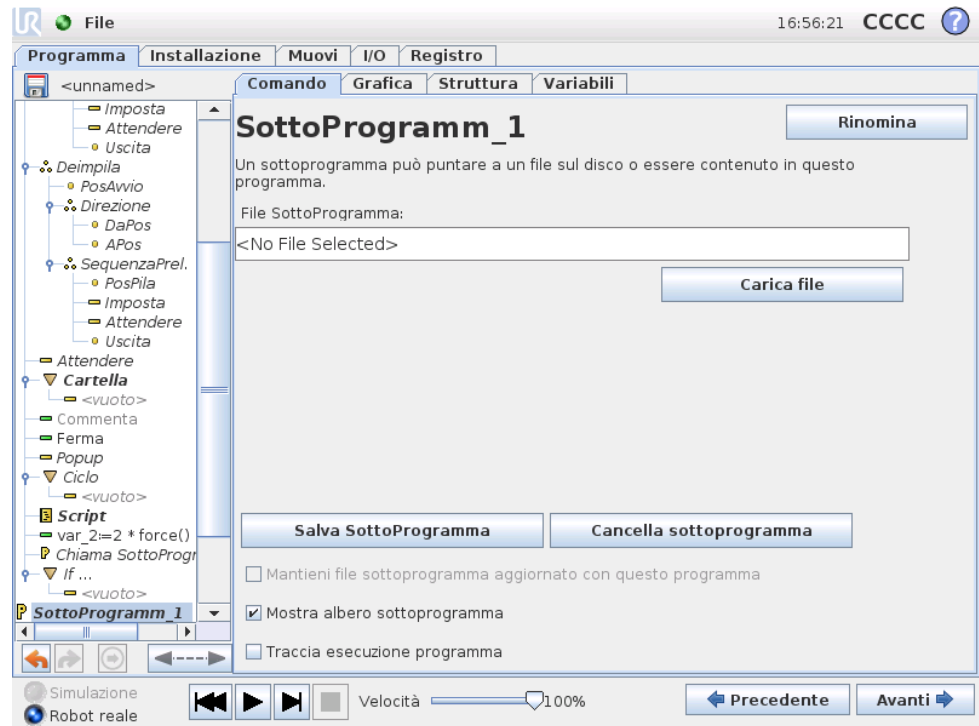 UR File 16:56:21 CCCC ?
Programma Installazione Muovi I/O Registro
<unnamed>
Comando Grafica Struttura Variabili
Imposta
Attendere
Uscita
Deimpila
PosAvvio
Direzione
DaPos
APos
SequenzaPrel.
PosPila
Imposta
Attendere
Uscita
Attendere
Cartella
<vuoto>
Commenta
Ferma
Popup
Ciclo
<vuoto>
Script
var_2:=2 * force()
Chiama SottoProgr
If ...
<vuoto>
SottoProgramm_1
SottoProgramm_1
Rinomina
Un sottoprogramma può puntare a un file sul disco o essere contenuto in questo
programma.
File SottoProgramma:
<No File Selected>
Carica file
Salva SottoProgramma Cancella sottoprogramma
Mantieni file sottoprogramma aggiornato con questo programma
Mostra albero sottoprogramma
Traccia esecuzione programma
Simulazione
Robot reale
Velocità 100%
Precedente Avanti